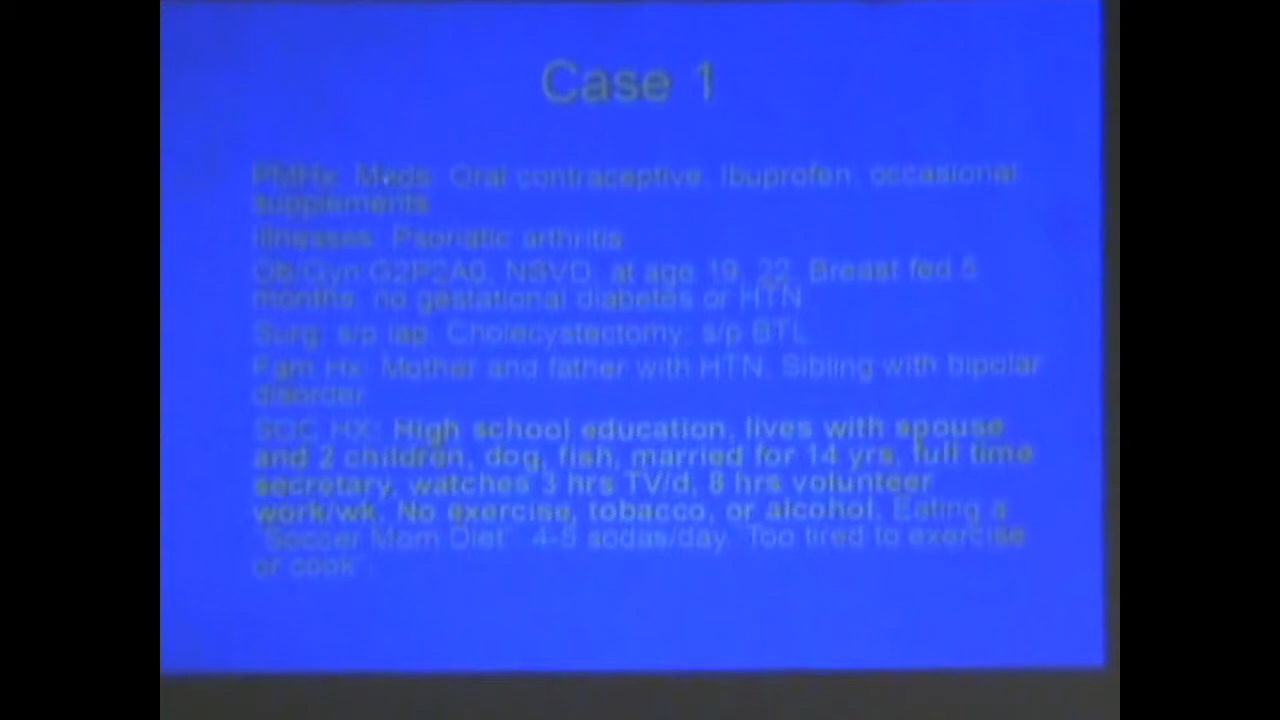 Case 1
PMHx: Meds: Oral contraceptive, Ibuprofen, occasional
supplements
Illnesses: Psoriatic arthritis
OB/Gyn G2P2A0, NSVD, at age 19, 22, Breast fed 5
months, no gestational diabetes or HTN
Surg: s/p lap. Cholecystectomy; s/p BTL
Fam Hx: Mother and father with HTN. Sibling with bipolar
disorder
SOC HX: High school education, lives with spouse
and 2 children, dog, fish, married for 14 yrs, full time
secretary, watches 3 hrs TV/d, 8 hrs volunteer
work/wk. No exercise, tobacco, or alcohol. Eating a
"Soccer Mom Diet". 4-5 sodas/day. Too tired to exercise
or cook".